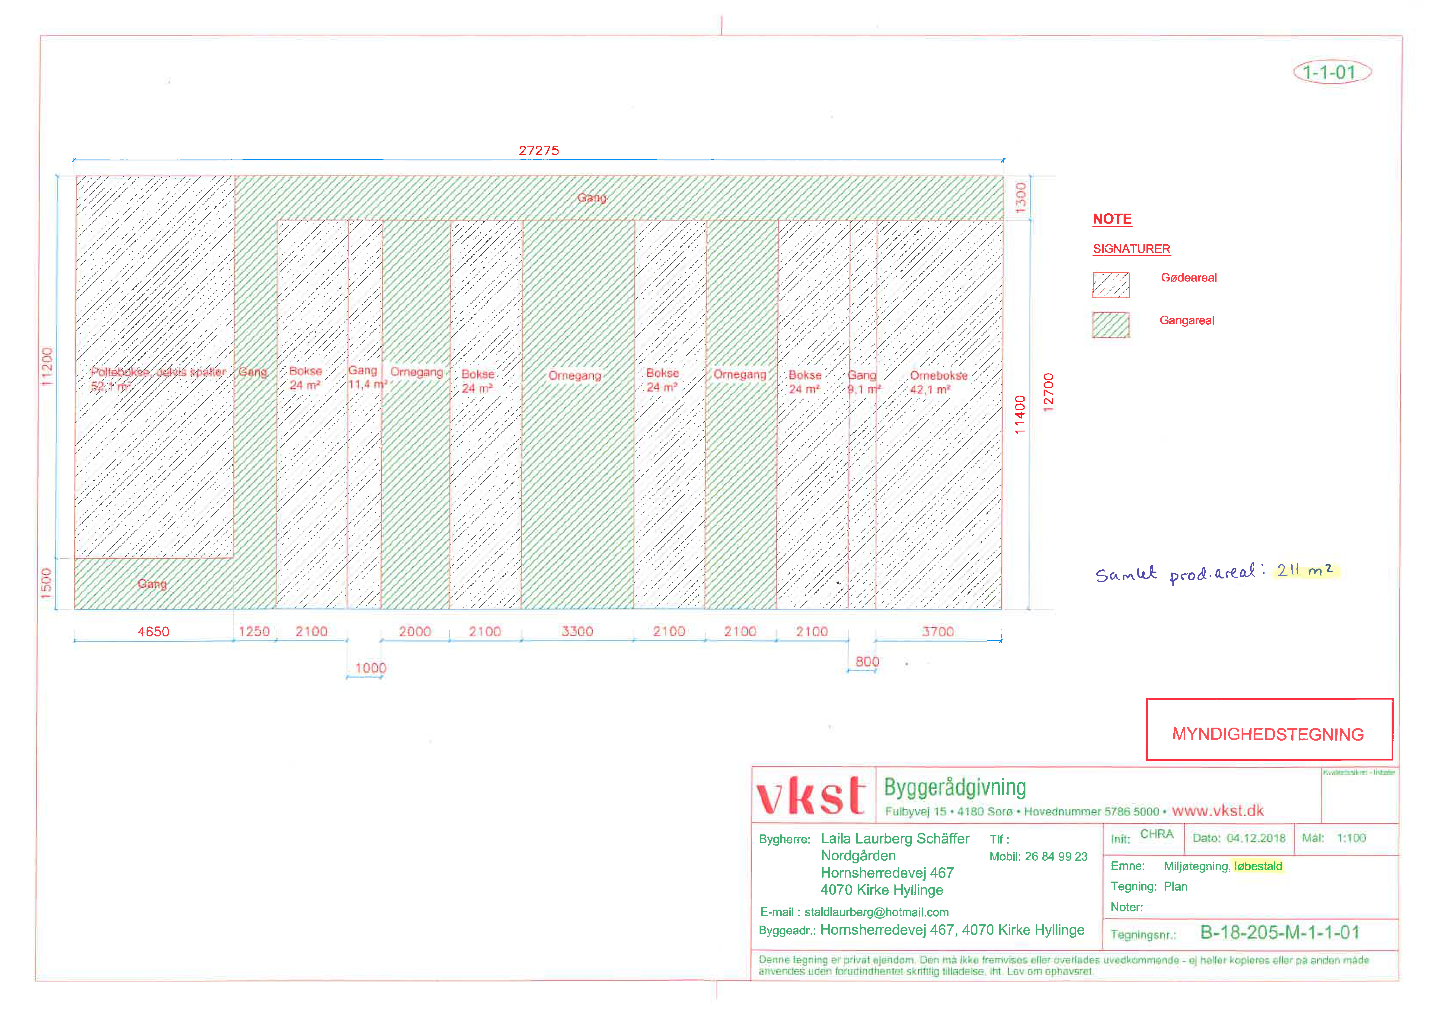 1-1-01
27275
Gang
1300
NOTE
SIGNATURER
Gødeareal
Gangareal
11200
Poltebokse, delvis spalter
52,1 m²
Gang
Bokse
24 m²
Gang
11,4 m²
Ornegang
Bokse
24 m²
Ornegang
Bokse
24 m²
Ornegang
Bokse
24 m²
Gang
9,1 m²
Ornebokse
42,1 m²
11400
12700
1500
Gang
Samlet prod.areal: 211 m²
4650
1250
2100
2000
2100
3300
2100
2100
2100
3700
1000
800
MYNDIGHEDSTEGNING
vkst
Byggerådgivning
Fulbyvej 15 • 4180 Sorø • Hovednummer 5786 5000 • www.vkst.dk
Bygherre: Laila Laurberg Schäffer Tlf :
Nordgården Mobil: 26 84 99 23
Hornsherredevej 467
4070 Kirke Hyllinge
E-mail : staldlaurberg@hotmail.com
Byggeadr.: Hornsherredevej 467, 4070 Kirke Hyllinge
Init: CHRA
Dato: 04.12.2018
Mål: 1:100
Emne: Miljøtegning, løbestald
Tegning: Plan
Noter:
Tegningsnr.: B-18-205-M-1-1-01
Denne tegning er privat ejendom. Den må ikke fremvises eller overlades uvedkommende - ej heller kopieres eller på anden måde
anvendes uden forudindhentet skriftlig tilladelse, iht. Lov om ophavsret.